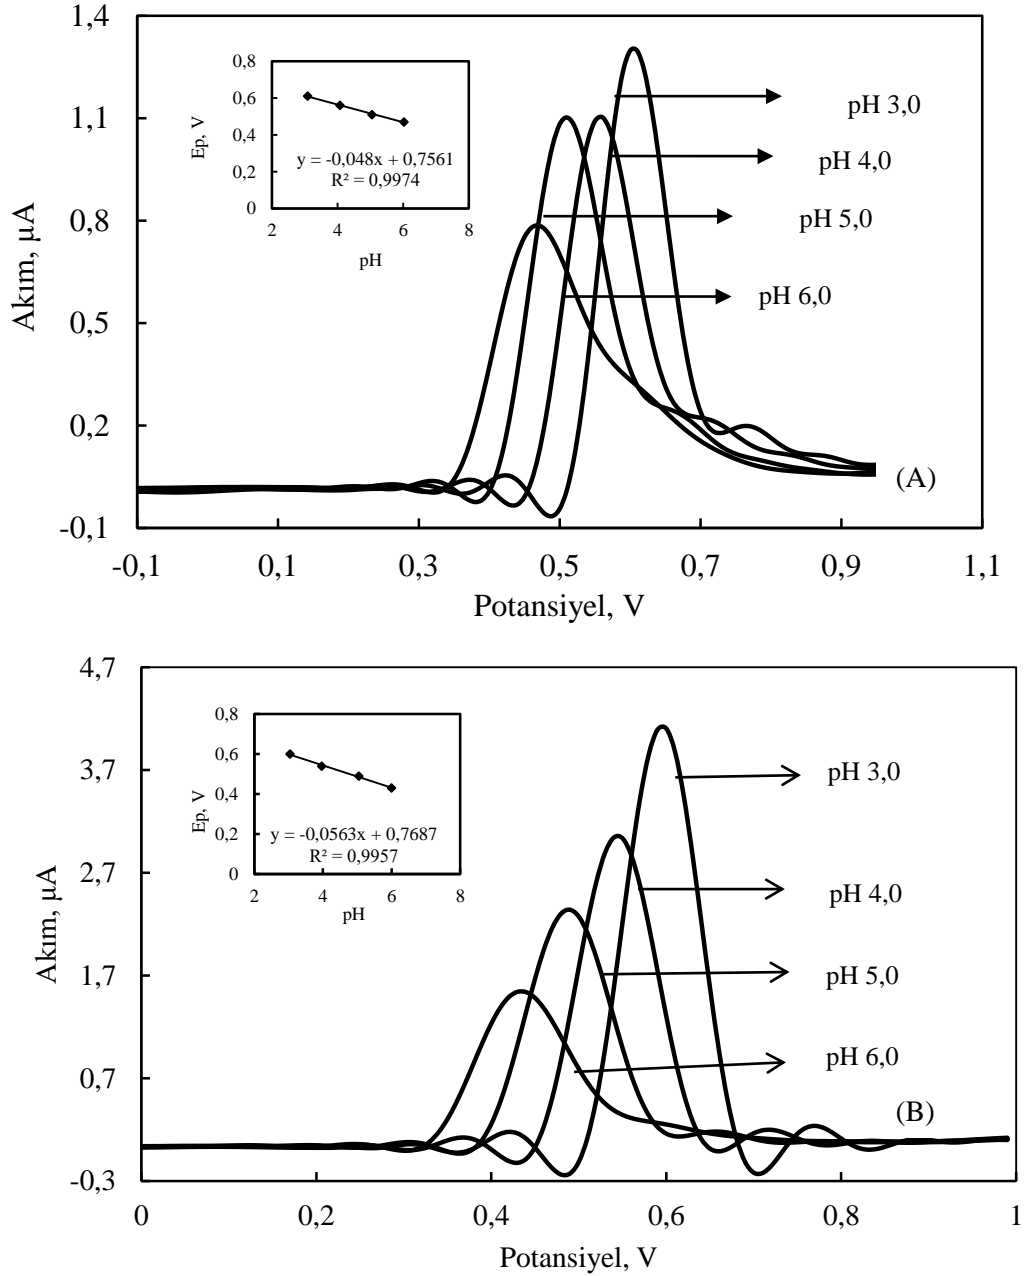 1,4
1,1
0,8
0,5
0,2
-0,1
Akım, µA
-0,1
0,1
0,3
0,5
0,7
0,9
1,1
Potansiyel, V
0,8
0,6
0,4
0,2
0
Ep, V
2
4
6
8
pH
y = -0,048x + 0,7561
R² = 0,9974
pH 3,0
pH 4,0
pH 5,0
pH 6,0
(A)
4,7
3,7
2,7
1,7
0,7
-0,3
Akım, µA
0
0,2
0,4
0,6
0,8
1
Potansiyel, V
0,8
0,6
0,4
0,2
0
Ep, V
2
4
6
8
pH
y = -0,0563x + 0,7687
R² = 0,9957
pH 3,0
pH 4,0
pH 5,0
pH 6,0
(B)